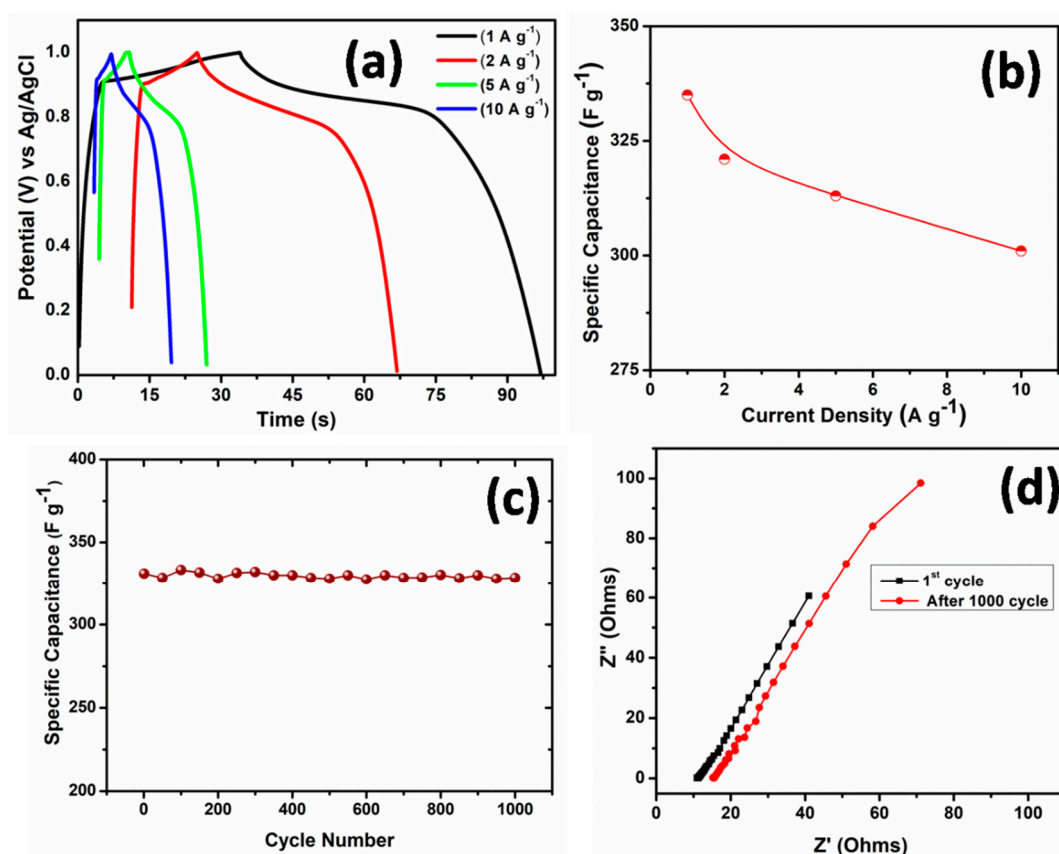 (a)
(1 A g-1)
(2 A g-1)
(5 A g-1)
(10 A g-1)
1.0
0.8
0.6
0.4
0.2
0.0
Potential (V) vs Ag/AgCl
0 15 30 45 60 75 90
Time (s)
(b)
350
325
300
275
Specific Capacitance (F g-1)
0 2 4 6 8 10
Current Density (A g-1)
(c)
400
350
300
250
200
Specific Capacitance (F g-1)
0 200 400 600 800 1000
Cycle Number
(d)
1st cycle
After 1000 cycle
100
80
60
40
20
0
Z" (Ohms)
0 20 40 60 80 100
Z' (Ohms)